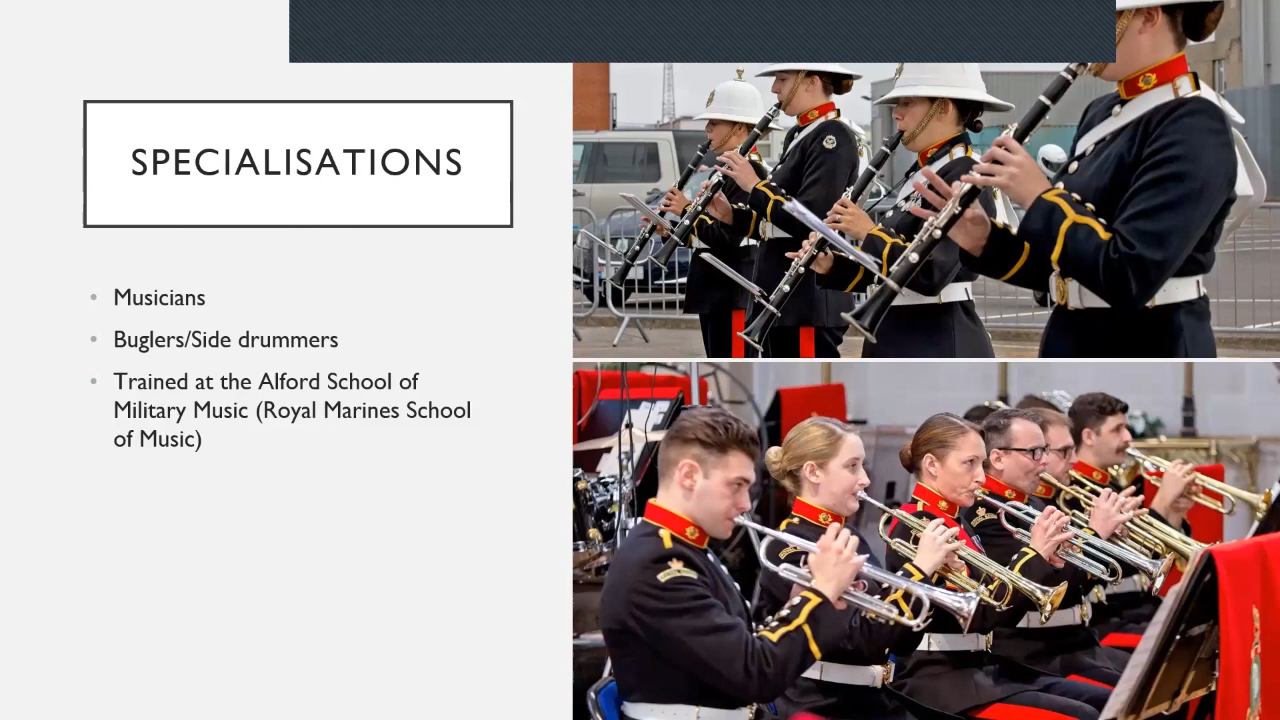 SPECIALISATIONS
• Musicians
• Buglers/Side drummers
• Trained at the Alford School of
Military Music (Royal Marines School
of Music)